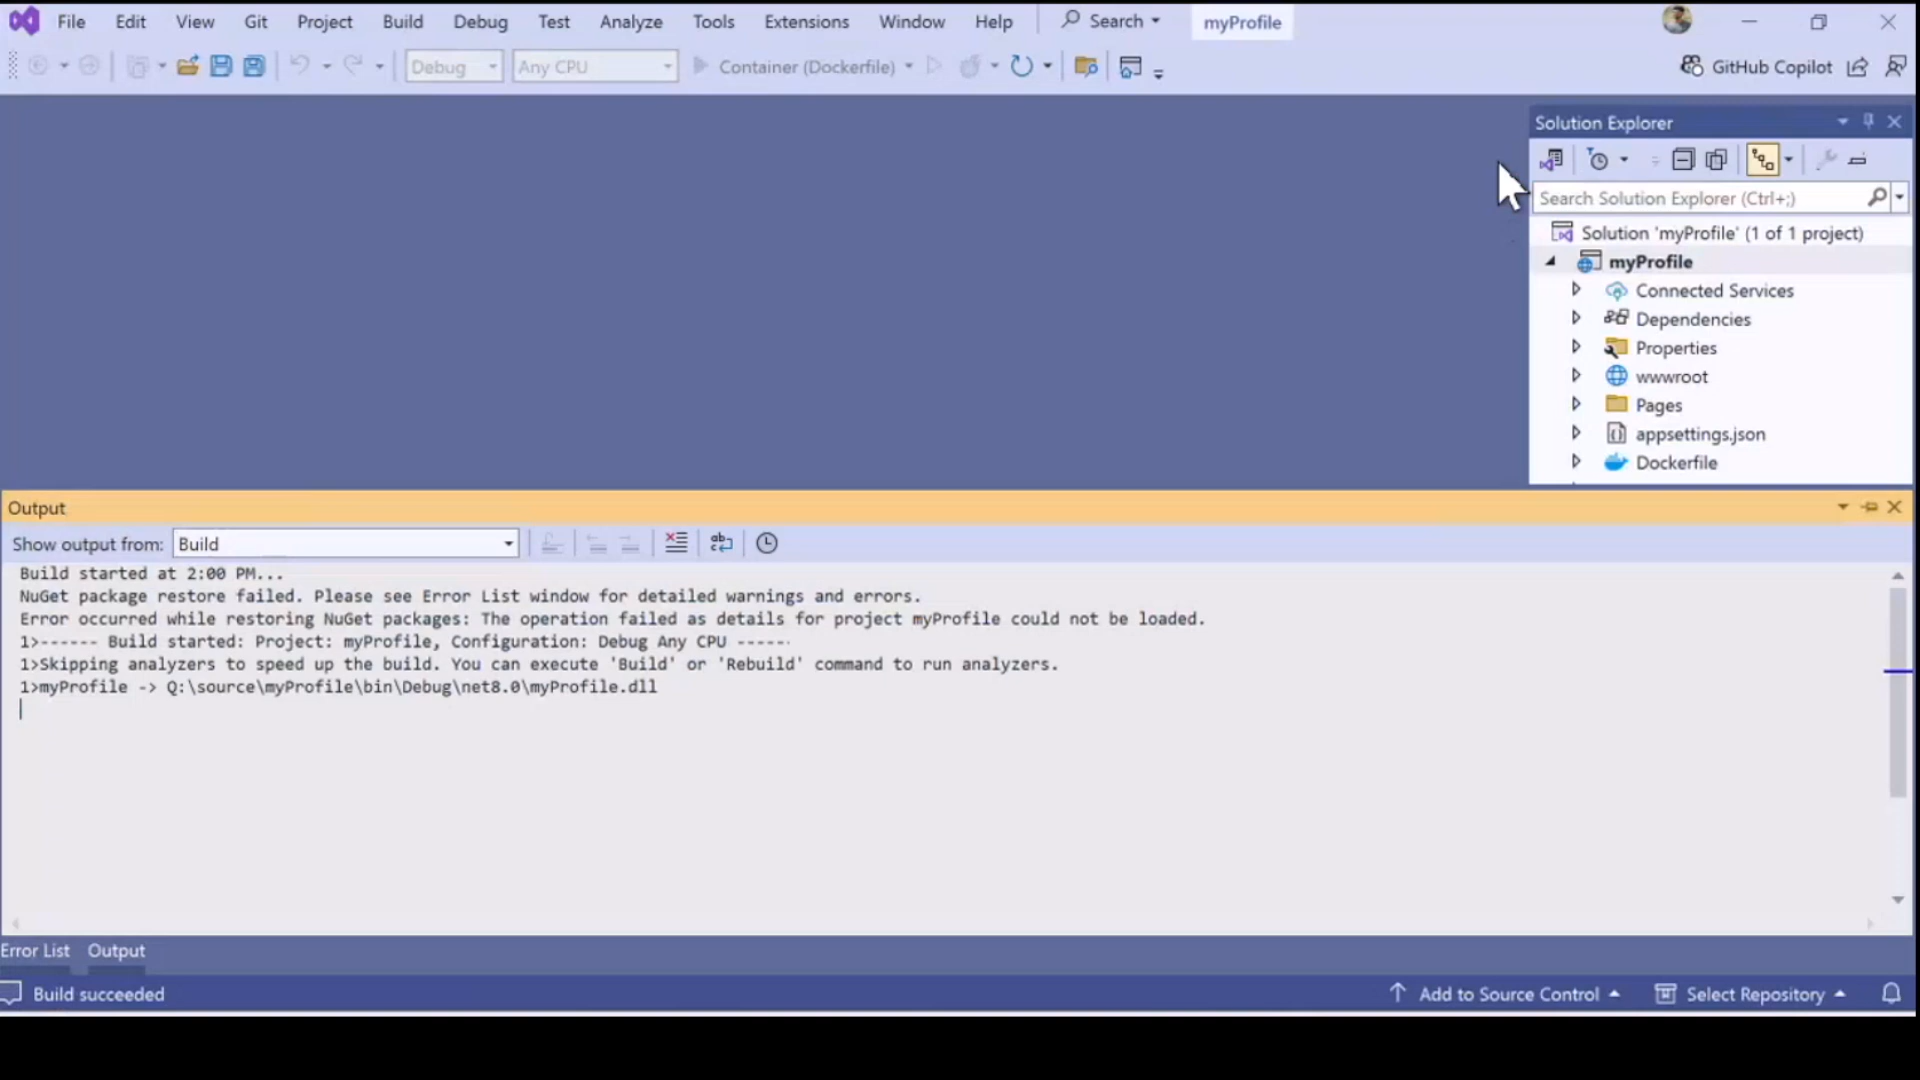 File Edit View Git Project Build Debug Test Analyze Tools Extensions Window Help Search myProfile
Debug Any CPU Container (Dockerfile) GitHub Copilot
Solution Explorer
Search Solution Explorer (Ctrl+;)
Solution 'myProfile' (1 of 1 project)
myProfile
Connected Services
Dependencies
Properties
wwwroot
Pages
appsettings.json
Dockerfile
Output
Show output from: Build
Build started at 2:00 PM...
NuGet package restore failed. Please see Error List window for detailed warnings and errors.
Error occurred while restoring NuGet packages: The operation failed as details for project myProfile could not be loaded.
1>------ Build started: Project: myProfile, Configuration: Debug Any CPU ------
1>Skipping analyzers to speed up the build. You can execute 'Build' or 'Rebuild' command to run analyzers.
1>myProfile -> Q:\source\myProfile\bin\Debug\net8.0\myProfile.dll
Error List Output
Build succeeded Add to Source Control Select Repository